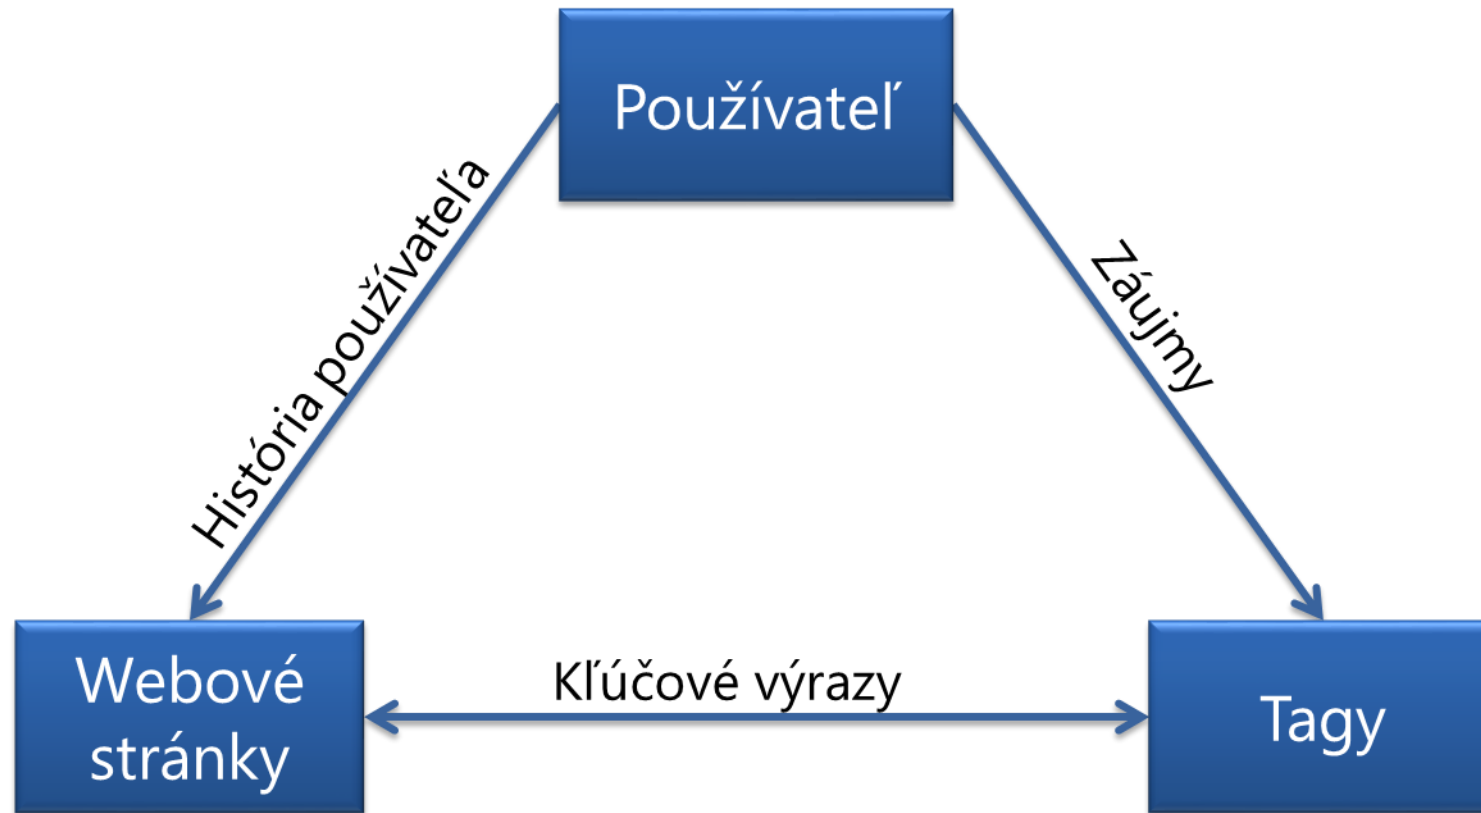 Používateľ
História používateľa
Záujmy
Webové
stránky
Kľúčové výrazy
Tagy